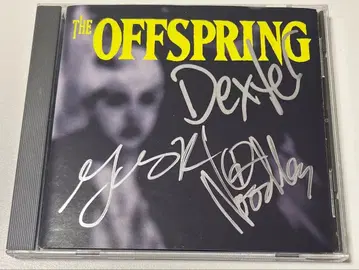 THE OFFSPRING
Dexter
Noodles